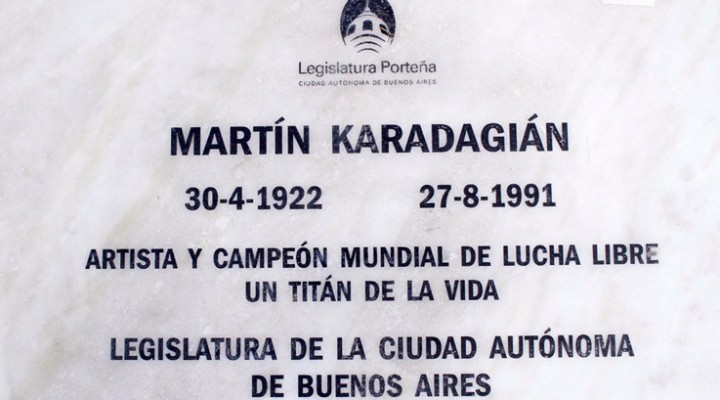 Legislatura Porteña
CIUDAD AUTONOMA DE BUENOS AIRES
MARTÍN KARADAGIÁN
30-4-1922 27-8-1991
ARTISTA Y CAMPEÓN MUNDIAL DE LUCHA LIBRE
UN TITÁN DE LA VIDA
LEGISLATURA DE LA CIUDAD AUTÓNOMA
DE BUENOS AIRES